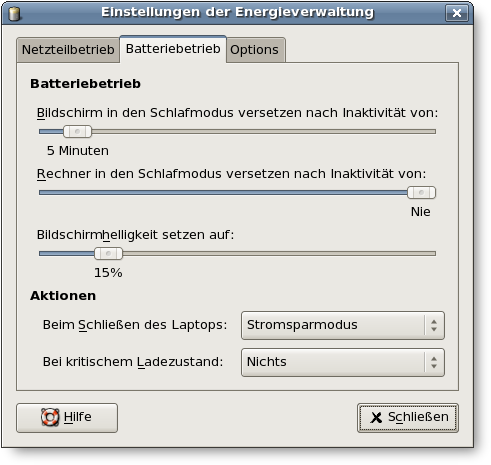 Einstellungen der Energieverwaltung
Netzteilbetrieb Batteriebetrieb Options
Batteriebetrieb
Bildschirm in den Schlafmodus versetzen nach Inaktivität von:
5 Minuten
Rechner in den Schlafmodus versetzen nach Inaktivität von:
Nie
Bildschirmhelligkeit setzen auf:
15%
Aktionen
Beim Schließen des Laptops: Stromsparmodus
Bei kritischem Ladezustand: Nichts
Hilfe Schließen